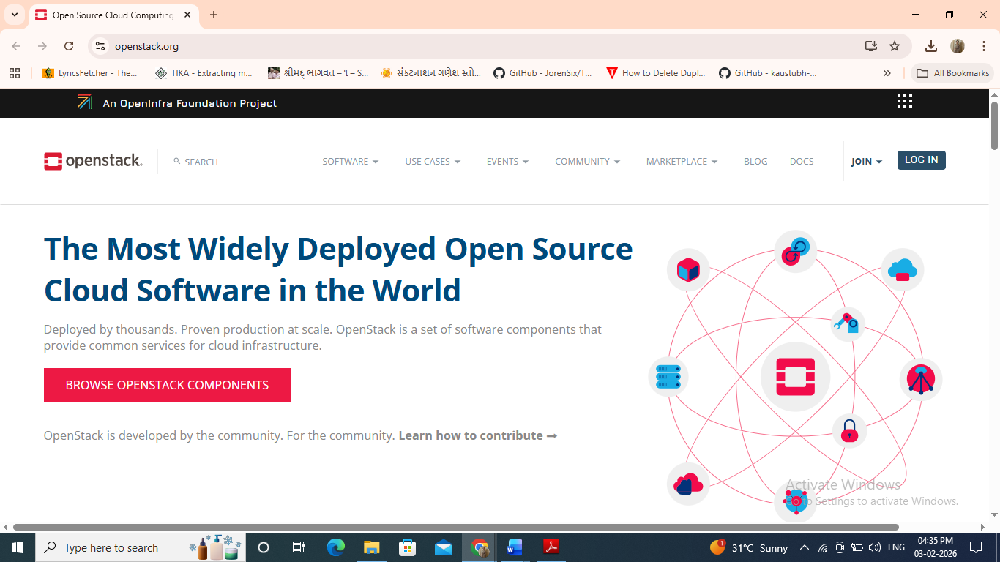 Open Source Cloud Computing
openstack.org
LyricsFetcher - The...
TIKA - Extracting m...
શ્રીમદ્ ભાગવત – ૧ – S...
સંકટનાશન ગણેશ સ્તો...
GitHub - JorenSix/T...
How to Delete Dupl...
GitHub - kaustubh-...
All Bookmarks
An OpenInfra Foundation Project
openstack.
SEARCH
SOFTWARE
USE CASES
EVENTS
COMMUNITY
MARKETPLACE
BLOG
DOCS
JOIN
LOG IN
The Most Widely Deployed Open Source
Cloud Software in the World
Deployed by thousands. Proven production at scale. OpenStack is a set of software components that
provide common services for cloud infrastructure.
BROWSE OPENSTACK COMPONENTS
OpenStack is developed by the community. For the community. Learn how to contribute
Activate Windows
Go to Settings to activate Windows.
Type here to search
1
31°C Sunny
ENG
04:35 PM
03-02-2026